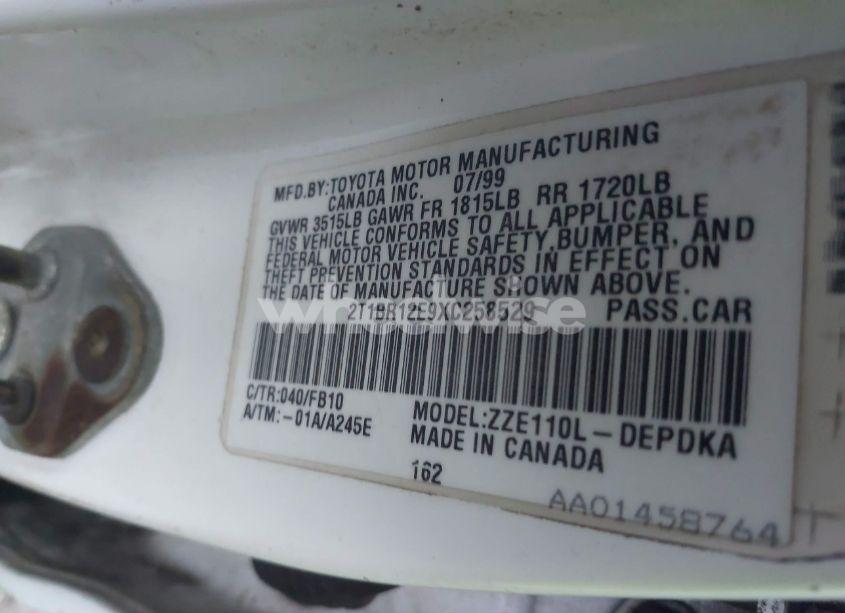 MFD.BY:TOYOTA MOTOR MANUFACTURING
CANADA INC. 07/99
GVWR 3515LB GAWR FR 1815LB RR 1720LB
THIS VEHICLE CONFORMS TO ALL APPLICABLE
FEDERAL MOTOR VEHICLE SAFETY,BUMPER, AND
THEFT PREVENTION STANDARDS IN EFFECT ON
THE DATE OF MANUFACTURE SHOWN ABOVE.
2T1BR12E9XC258529 PASS.CAR
wheelwise
C/TR:040/FB10
A/TM:-01A/A245E
MODEL:ZZE110L-DEPDKA
MADE IN CANADA
162
AA01458764